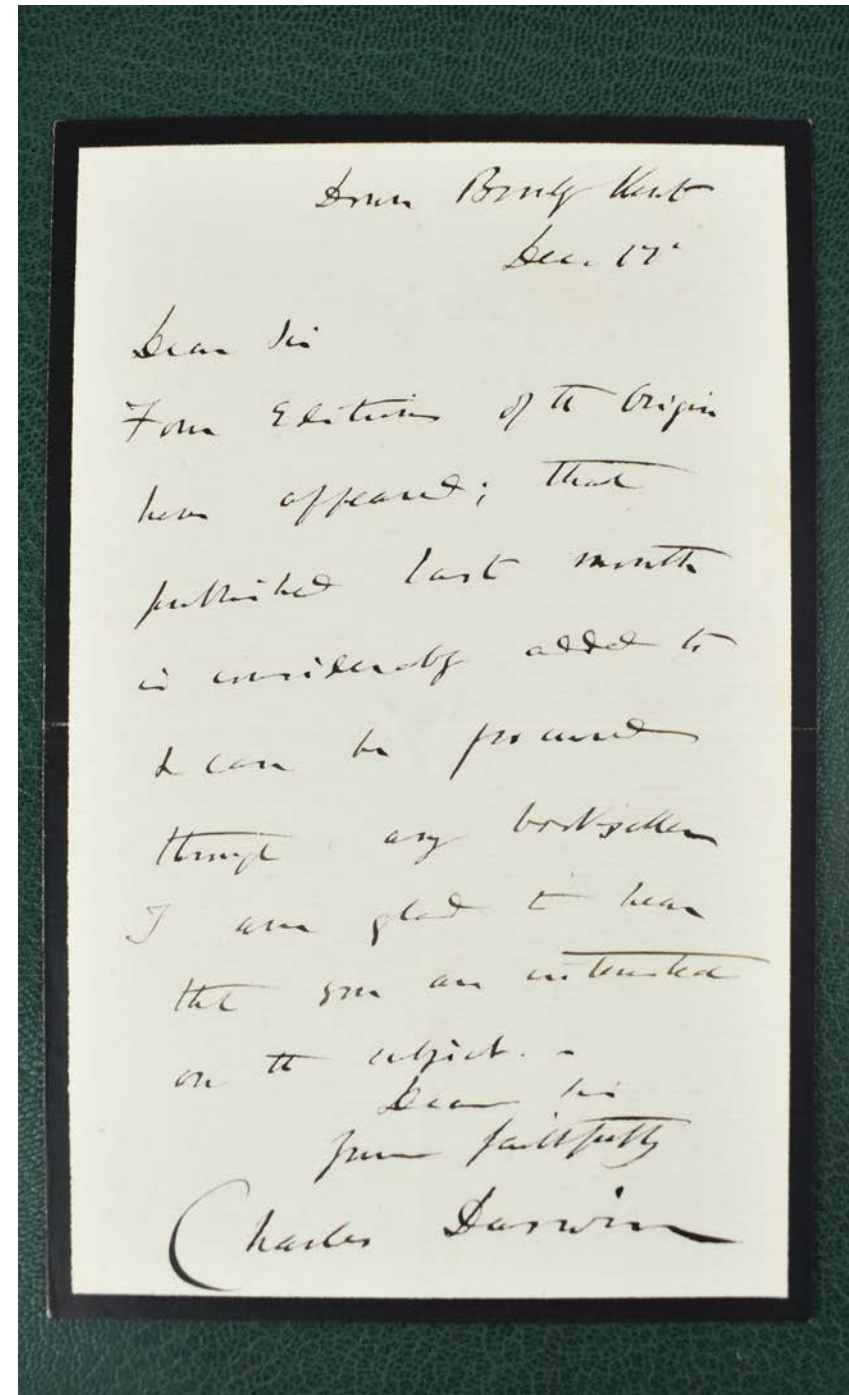 Down Bromley Kent
Dec. 17
Dear Sir
Four Editions of the Origin
have appeared; that
published last month
is considerably added to
& can be procured
through any bookseller
I am glad to hear
that you are interested
on the subject. –
Dear Sir
yours faithfully
Charles Darwin